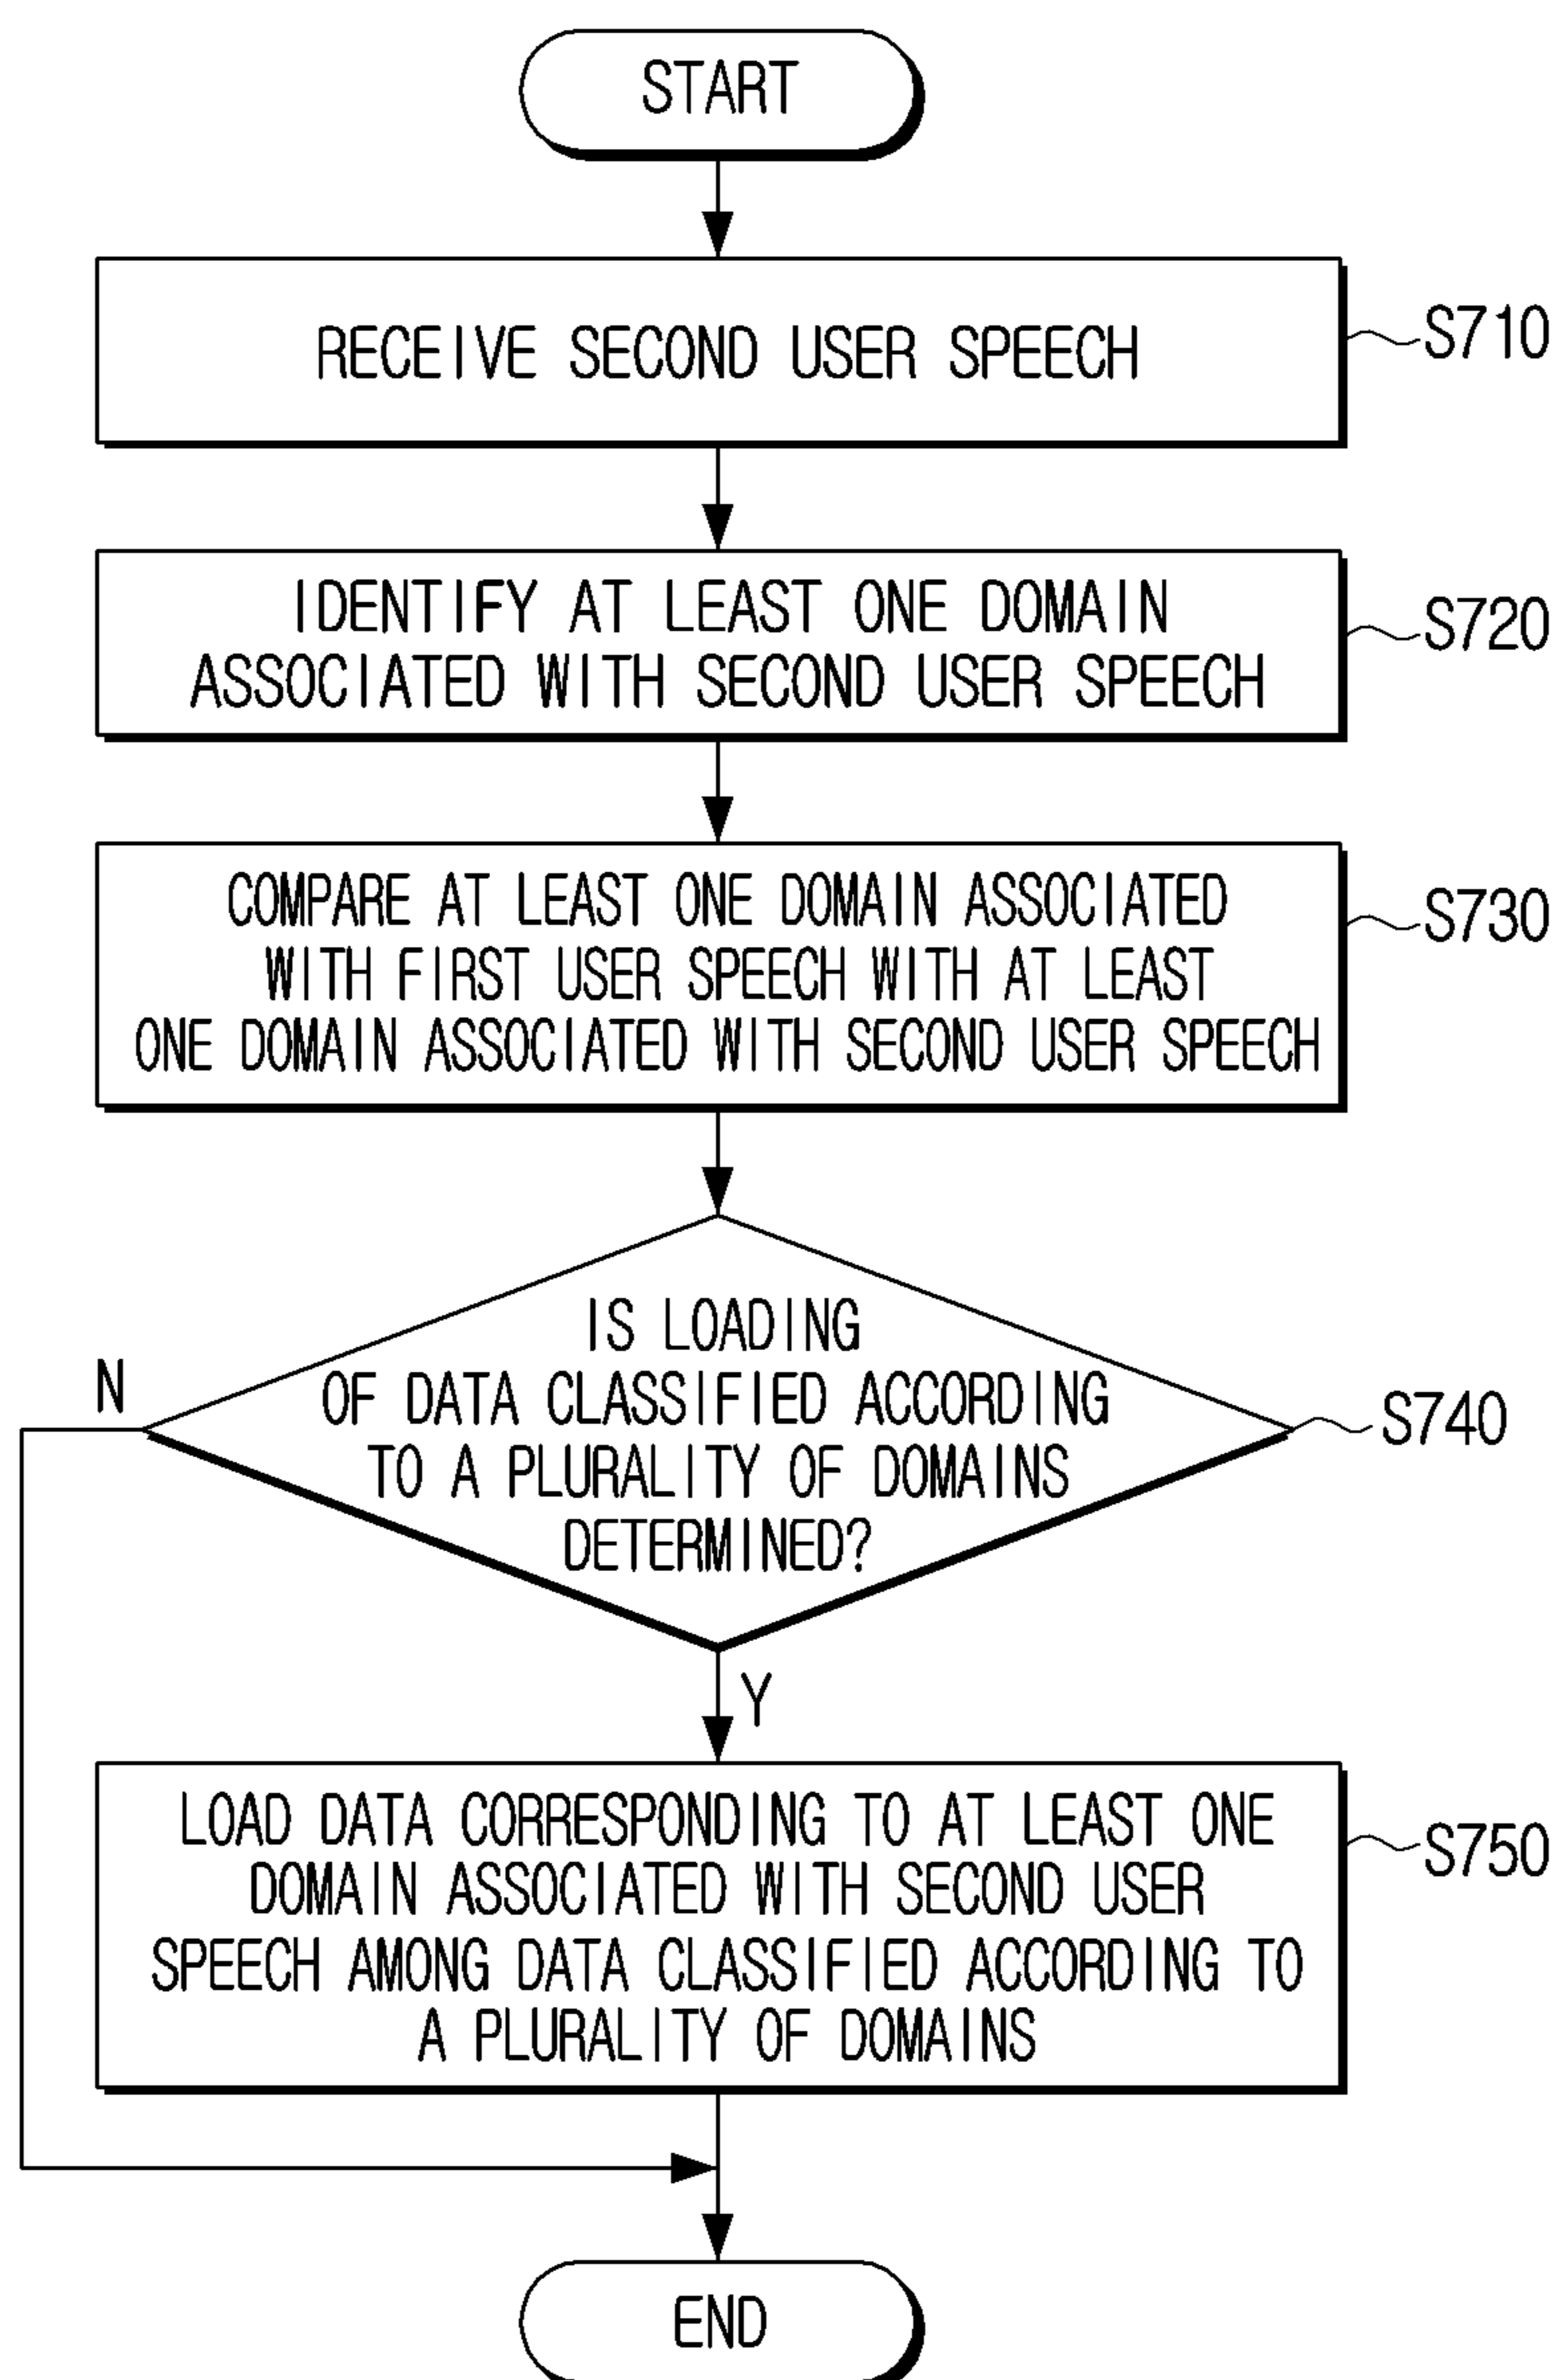 START
RECEIVE SECOND USER SPEECH
S710
IDENTIFY AT LEAST ONE DOMAIN
ASSOCIATED WITH SECOND USER SPEECH
S720
COMPARE AT LEAST ONE DOMAIN ASSOCIATED
WITH FIRST USER SPEECH WITH AT LEAST
ONE DOMAIN ASSOCIATED WITH SECOND USER SPEECH
S730
IS LOADING
OF DATA CLASSIFIED ACCORDING
TO A PLURALITY OF DOMAINS
DETERMINED?
S740
N
Y
LOAD DATA CORRESPONDING TO AT LEAST ONE
DOMAIN ASSOCIATED WITH SECOND USER
SPEECH AMONG DATA CLASSIFIED ACCORDING TO
A PLURALITY OF DOMAINS
S750
END